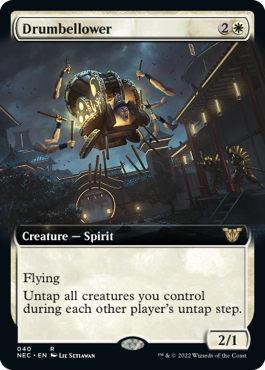 Drumbellower 2
Creature — Spirit
Flying
Untap all creatures you control
during each other player's untap step.
2/1
040 R
NEC • EN Lie Setiawan
™ & © 2022 Wizards of the Coast